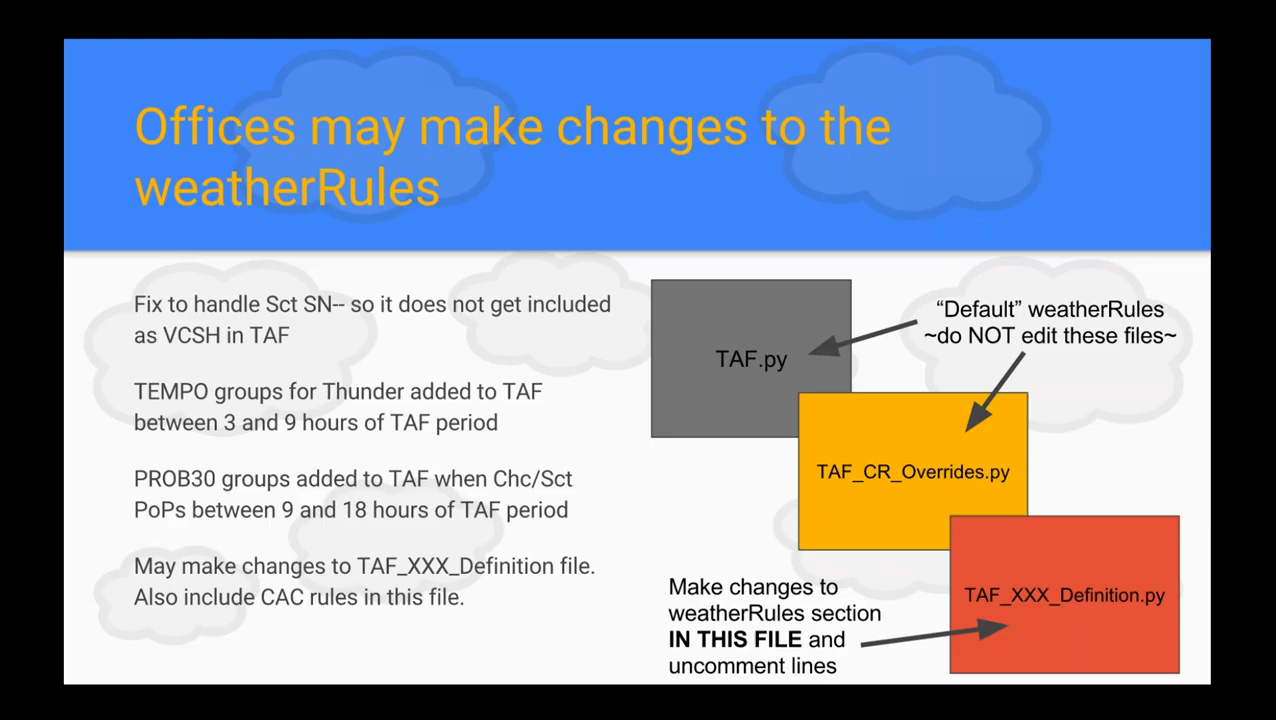 Offices may make changes to the
weatherRules
Fix to handle Sct SN-- so it does not get included
as VCSH in TAF
TEMPO groups for Thunder added to TAF
between 3 and 9 hours of TAF period
PROB30 groups added to TAF when Chc/Sct
PoPs between 9 and 18 hours of TAF period
May make changes to TAF_XXX_Definition file.
Also include CAC rules in this file.
“Default” weatherRules
~do NOT edit these files~
TAF.py
TAF_CR_Overrides.py
TAF_XXX_Definition.py
Make changes to
weatherRules section
IN THIS FILE and
uncomment lines